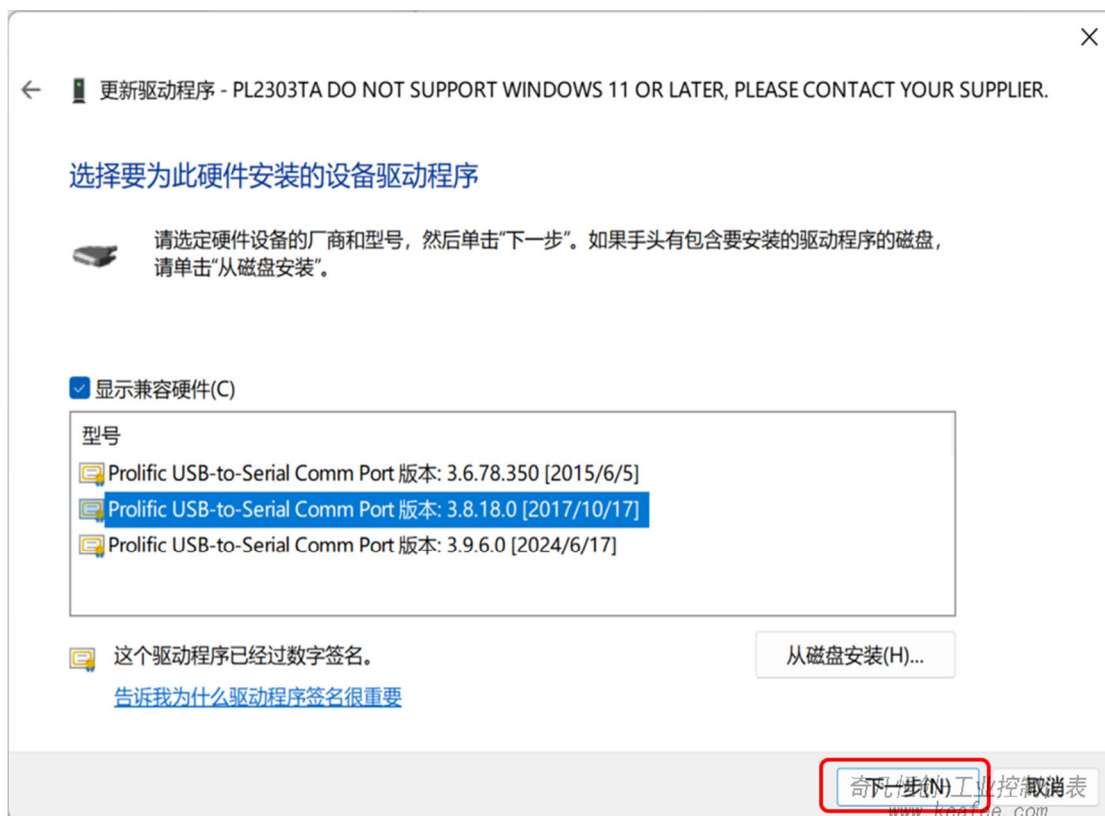 更新驱动程序 - PL2303TA DO NOT SUPPORT WINDOWS 11 OR LATER, PLEASE CONTACT YOUR SUPPLIER.
选择要为此硬件安装的设备驱动程序
请选定硬件设备的厂商和型号，然后单击“下一步”。如果手头有包含要安装的驱动程序的磁盘，
请单击“从磁盘安装”。
显示兼容硬件(C)
型号
Prolific USB-to-Serial Comm Port 版本: 3.6.78.350 [2015/6/5]
Prolific USB-to-Serial Comm Port 版本: 3.8.18.0 [2017/10/17]
Prolific USB-to-Serial Comm Port 版本: 3.9.6.0 [2024/6/17]
这个驱动程序已经过数字签名。
从磁盘安装(H)...
告诉我为什么驱动程序签名很重要
下一步(N)
取消